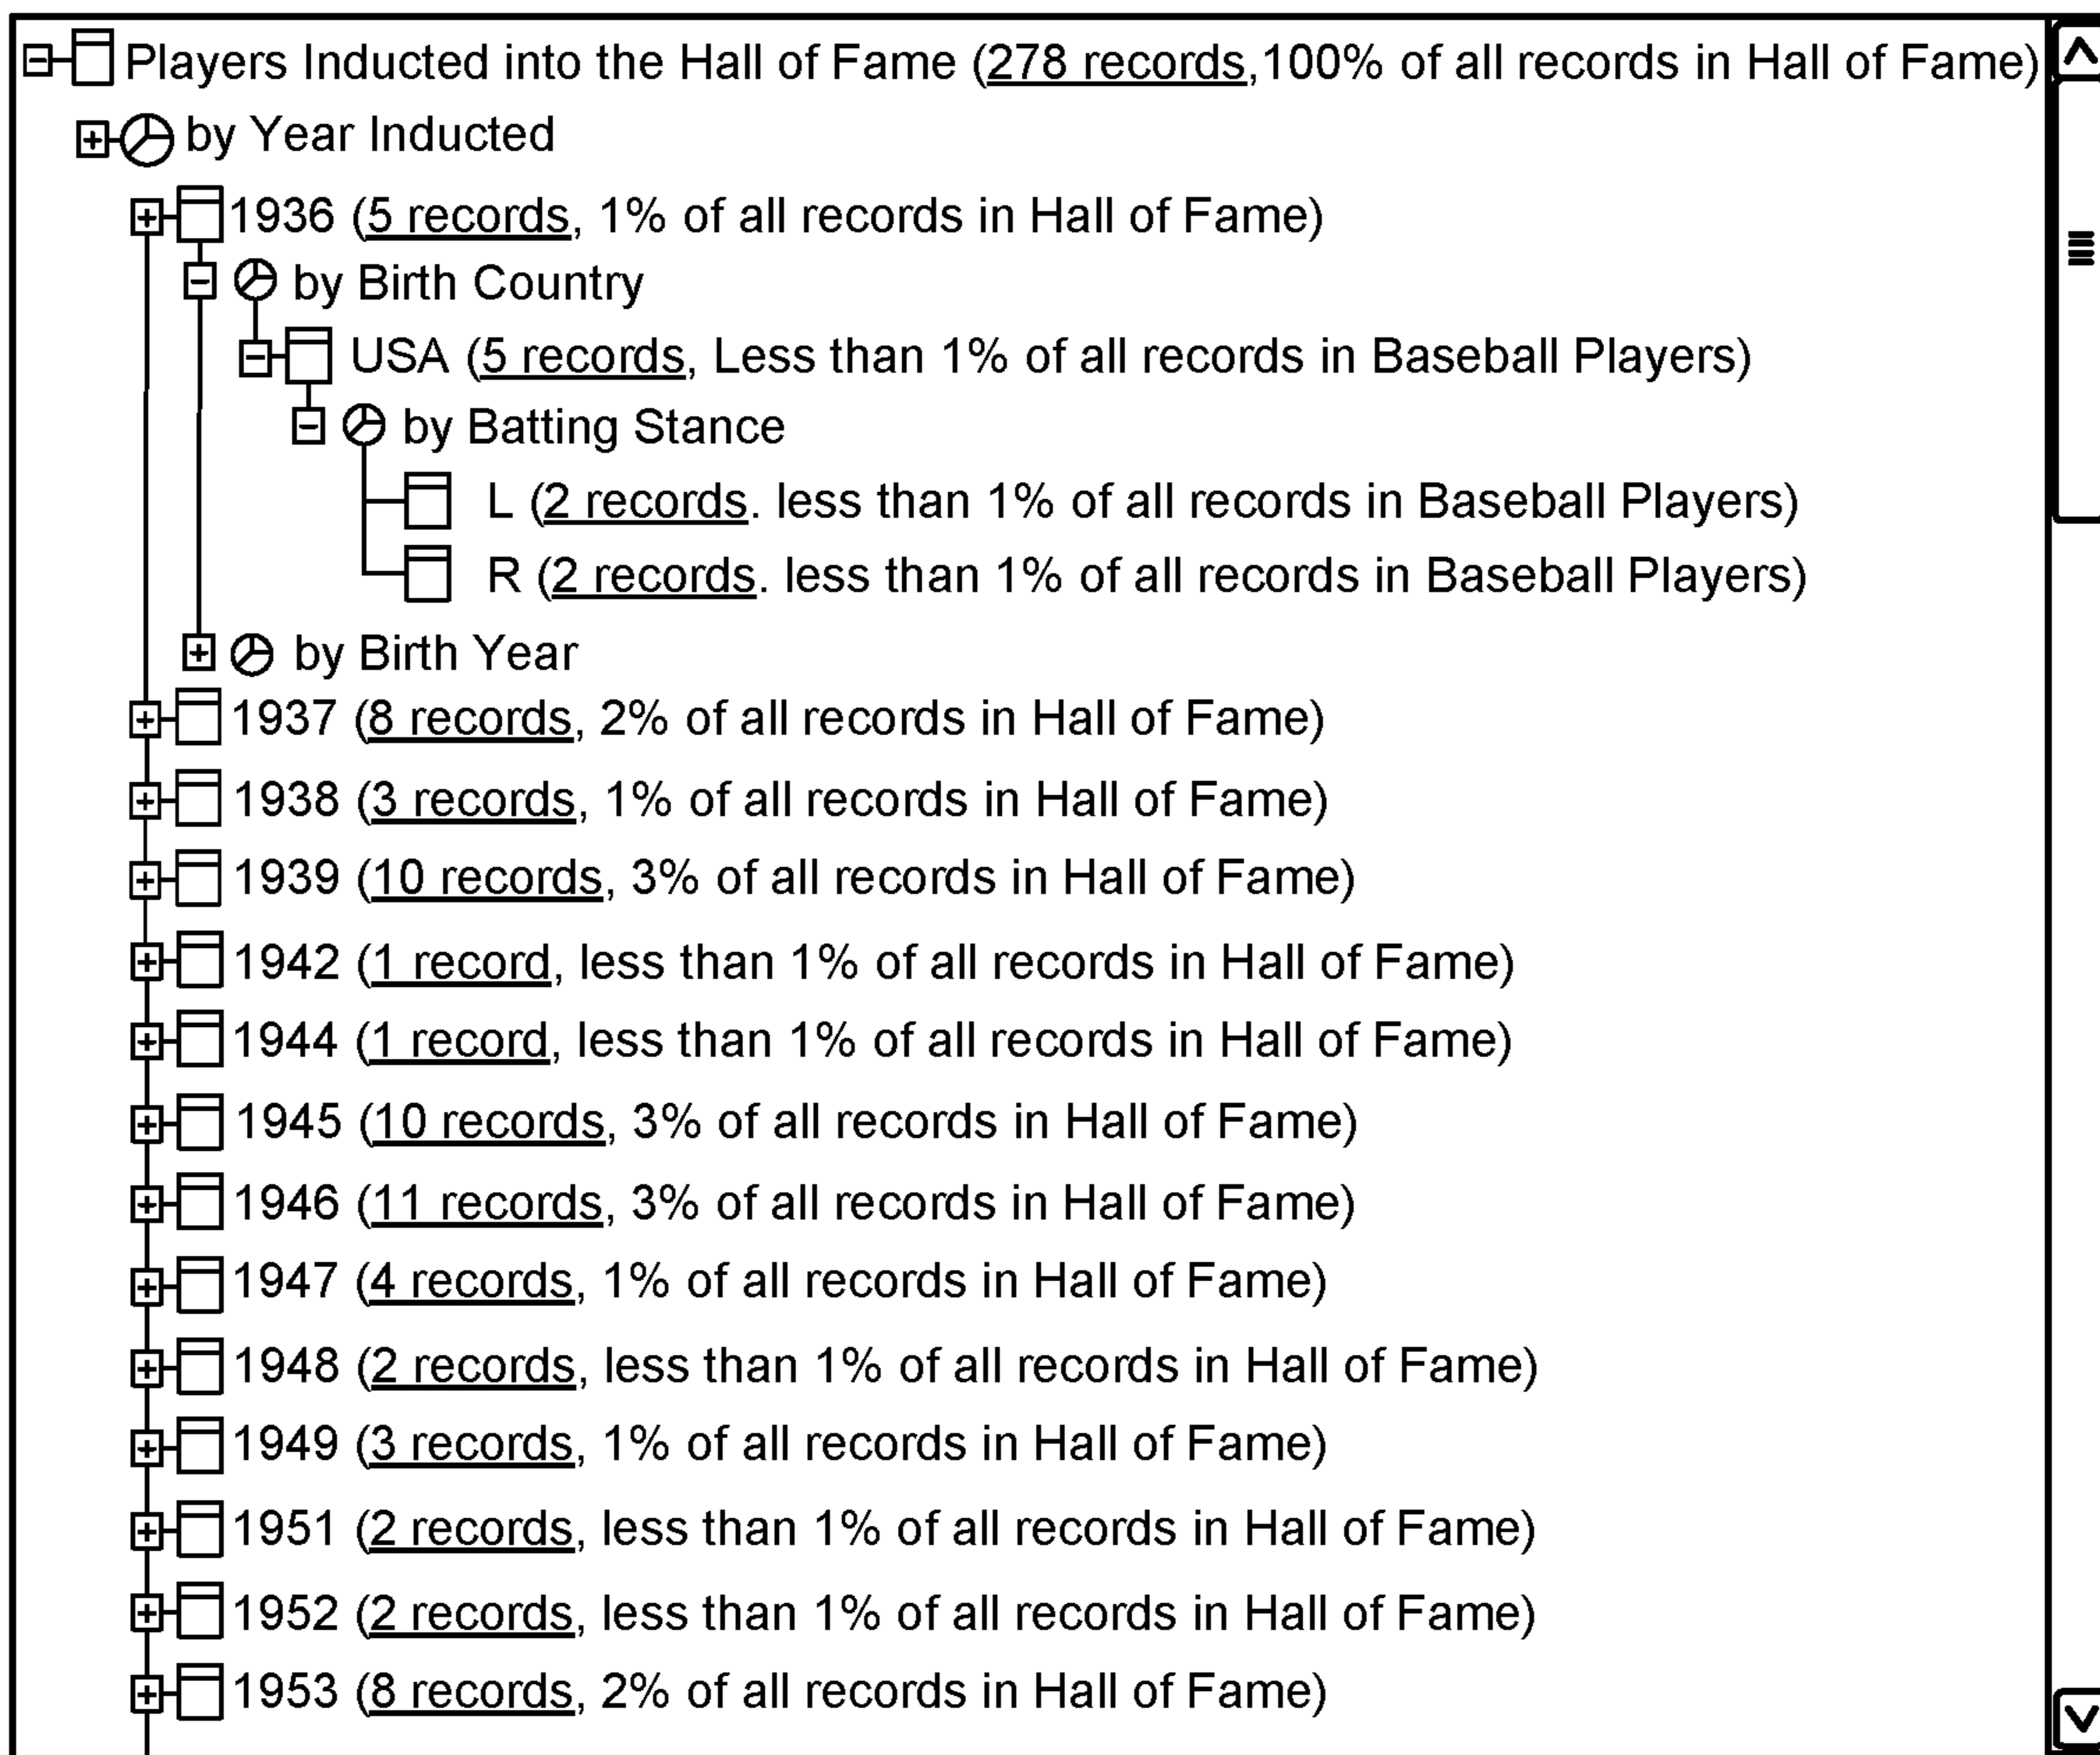 Players Inducted into the Hall of Fame (278 records,100% of all records in Hall of Fame)
by Year Inducted
1936 (5 records, 1% of all records in Hall of Fame)
by Birth Country
USA (5 records, Less than 1% of all records in Baseball Players)
by Batting Stance
L (2 records. less than 1% of all records in Baseball Players)
R (2 records. less than 1% of all records in Baseball Players)
by Birth Year
1937 (8 records, 2% of all records in Hall of Fame)
1938 (3 records, 1% of all records in Hall of Fame)
1939 (10 records, 3% of all records in Hall of Fame)
1942 (1 record, less than 1% of all records in Hall of Fame)
1944 (1 record, less than 1% of all records in Hall of Fame)
1945 (10 records, 3% of all records in Hall of Fame)
1946 (11 records, 3% of all records in Hall of Fame)
1947 (4 records, 1% of all records in Hall of Fame)
1948 (2 records, less than 1% of all records in Hall of Fame)
1949 (3 records, 1% of all records in Hall of Fame)
1951 (2 records, less than 1% of all records in Hall of Fame)
1952 (2 records, less than 1% of all records in Hall of Fame)
1953 (8 records, 2% of all records in Hall of Fame)